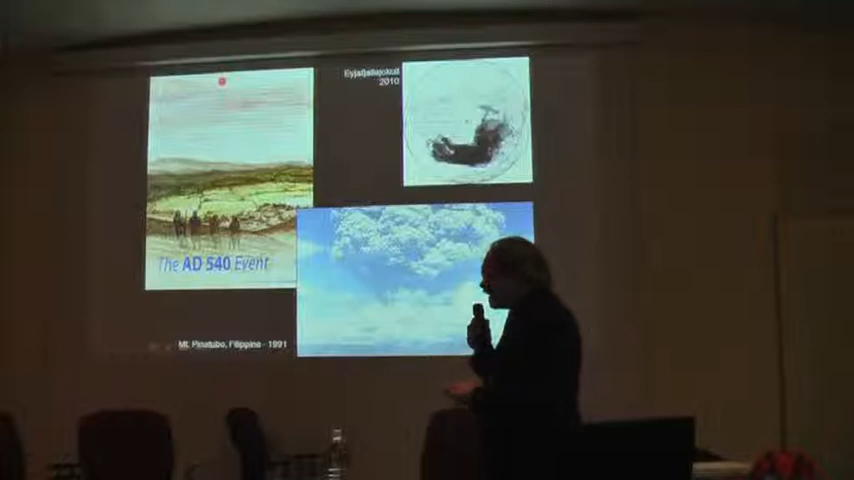 Eyjafjallajokull
2010
The AD 540 Event
Mt. Pinatubo, Filippine - 1991